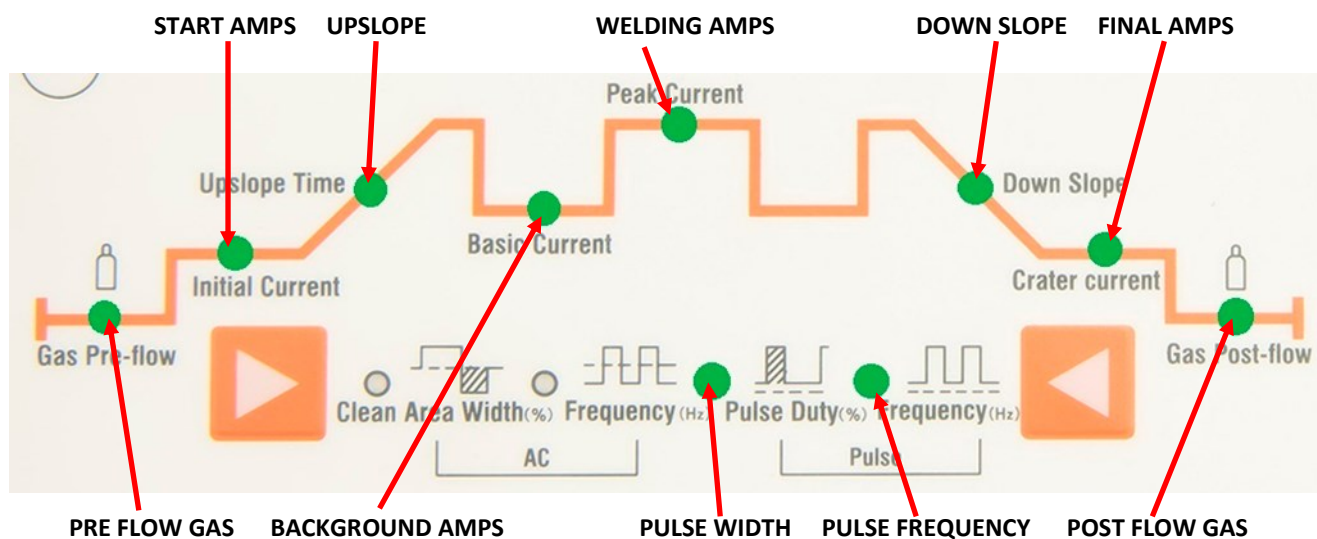 START AMPS UPSLOPE WELDING AMPS DOWN SLOPE FINAL AMPS
Peak Current
Upslope Time Down Slope
Basic Current
Initial Current Crater current
Gas Pre-flow Gas Post-flow
Clean Area Width(%) Frequency(Hz) Pulse Duty(%) Frequency(Hz)
AC Pulse
PRE FLOW GAS BACKGROUND AMPS PULSE WIDTH PULSE FREQUENCY POST FLOW GAS